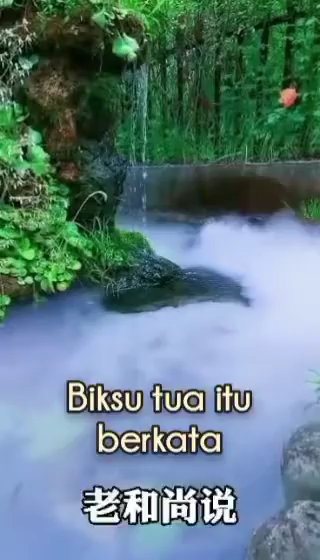 Biksu tua itu
berkata
老和尚说